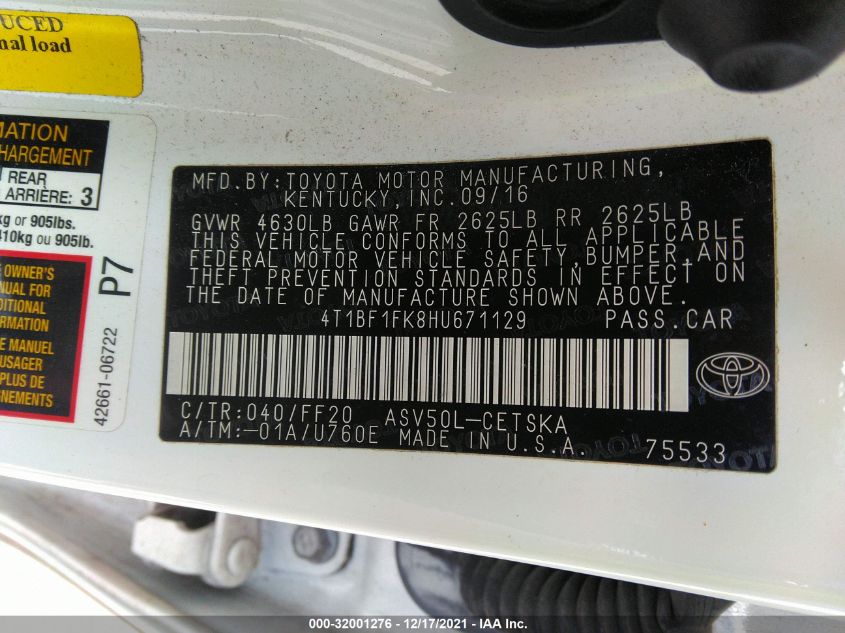 UCED
nal load
MATION
HARGEMENT
REAR
ARRIÈRE: 3
kg or 905lbs.
410kg ou 905lb.
OWNER'S
NUAL FOR
DITIONAL
ORMATION
E MANUEL
USAGER
PLUS DE
GNEMENTS
P7
42661-06722
MFD.BY:TOYOTA MOTOR MANUFACTURING,
KENTUCKY,INC.09/16
GVWR 4630LB GAWR FR 2625LB RR 2625LB
THIS VEHICLE CONFORMS TO ALL APPLICABLE
FEDERAL MOTOR VEHICLE SAFETY,BUMPER,AND
THEFT PREVENTION STANDARDS IN EFFECT ON
THE DATE OF MANUFACTURE SHOWN ABOVE.
4T1BF1FK8HU671129 PASS.CAR
C/TR:040/FF20 ASV50L-CETSKA
A/TM:-01A/U760E MADE IN U.S.A. 75533
000-32001276 - 12/17/2021 - IAA Inc.